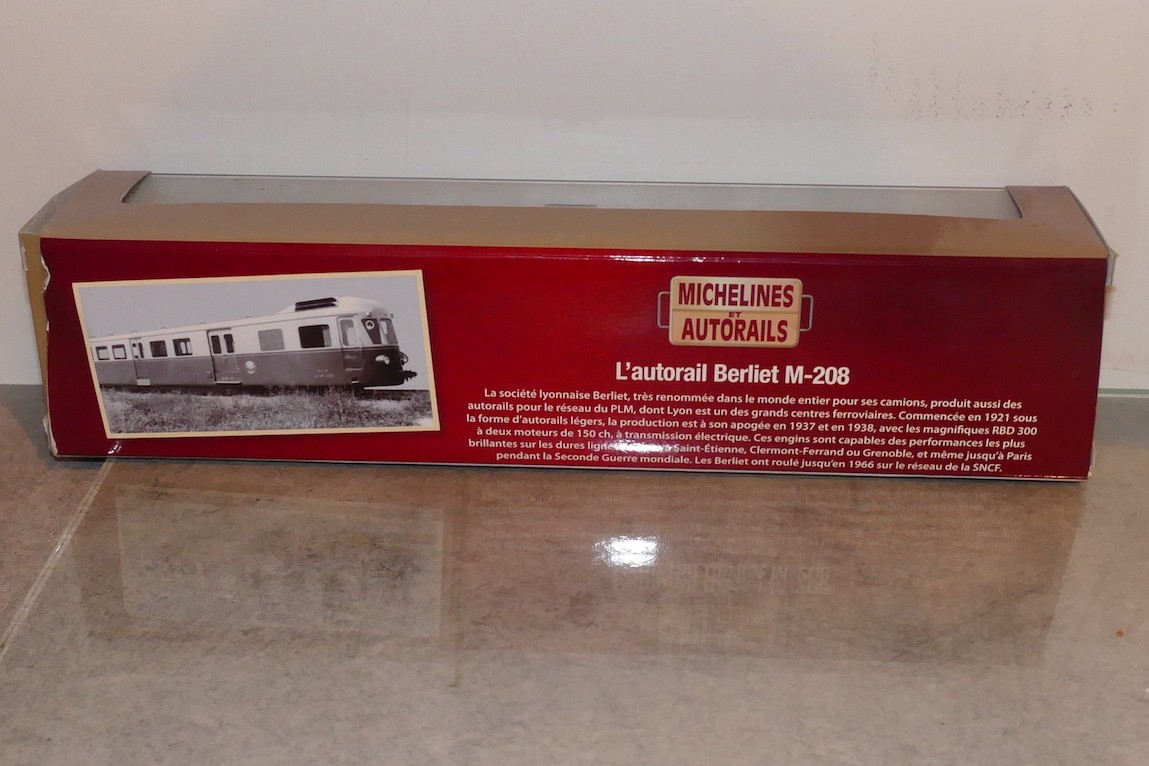 MICHELINES
ET
AUTORAILS
L'autorail Berliet M-208
La société lyonnaise Berliet, très renommée dans le monde entier pour ses camions, produit aussi des
autorails pour le réseau du PLM, dont Lyon est un des grands centres ferroviaires. Commencée en 1921 sous
la forme d'autorails légers, la production est à son apogée en 1937 et en 1938, avec les magnifiques RBD 300
à deux moteurs de 150 ch, à transmission électrique. Ces engins sont capables des performances les plus
brillantes sur les dures Saint-Étienne, Clermont-Ferrand ou Grenoble, et même jusqu'à Paris
pendant la Seconde Guerre mondiale. Les Berliet ont roulé jusqu'en 1966 sur le réseau de la SNCF.